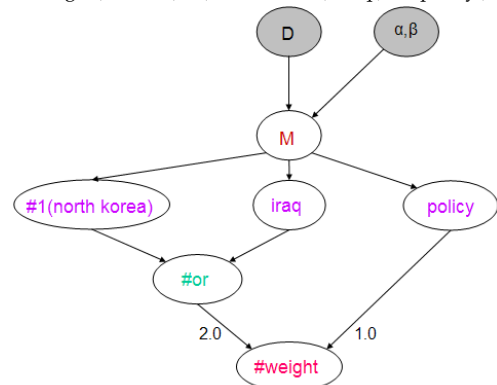 D
α,β
M
#1(north korea)
iraq
policy
#or
2.0
1.0
#weight